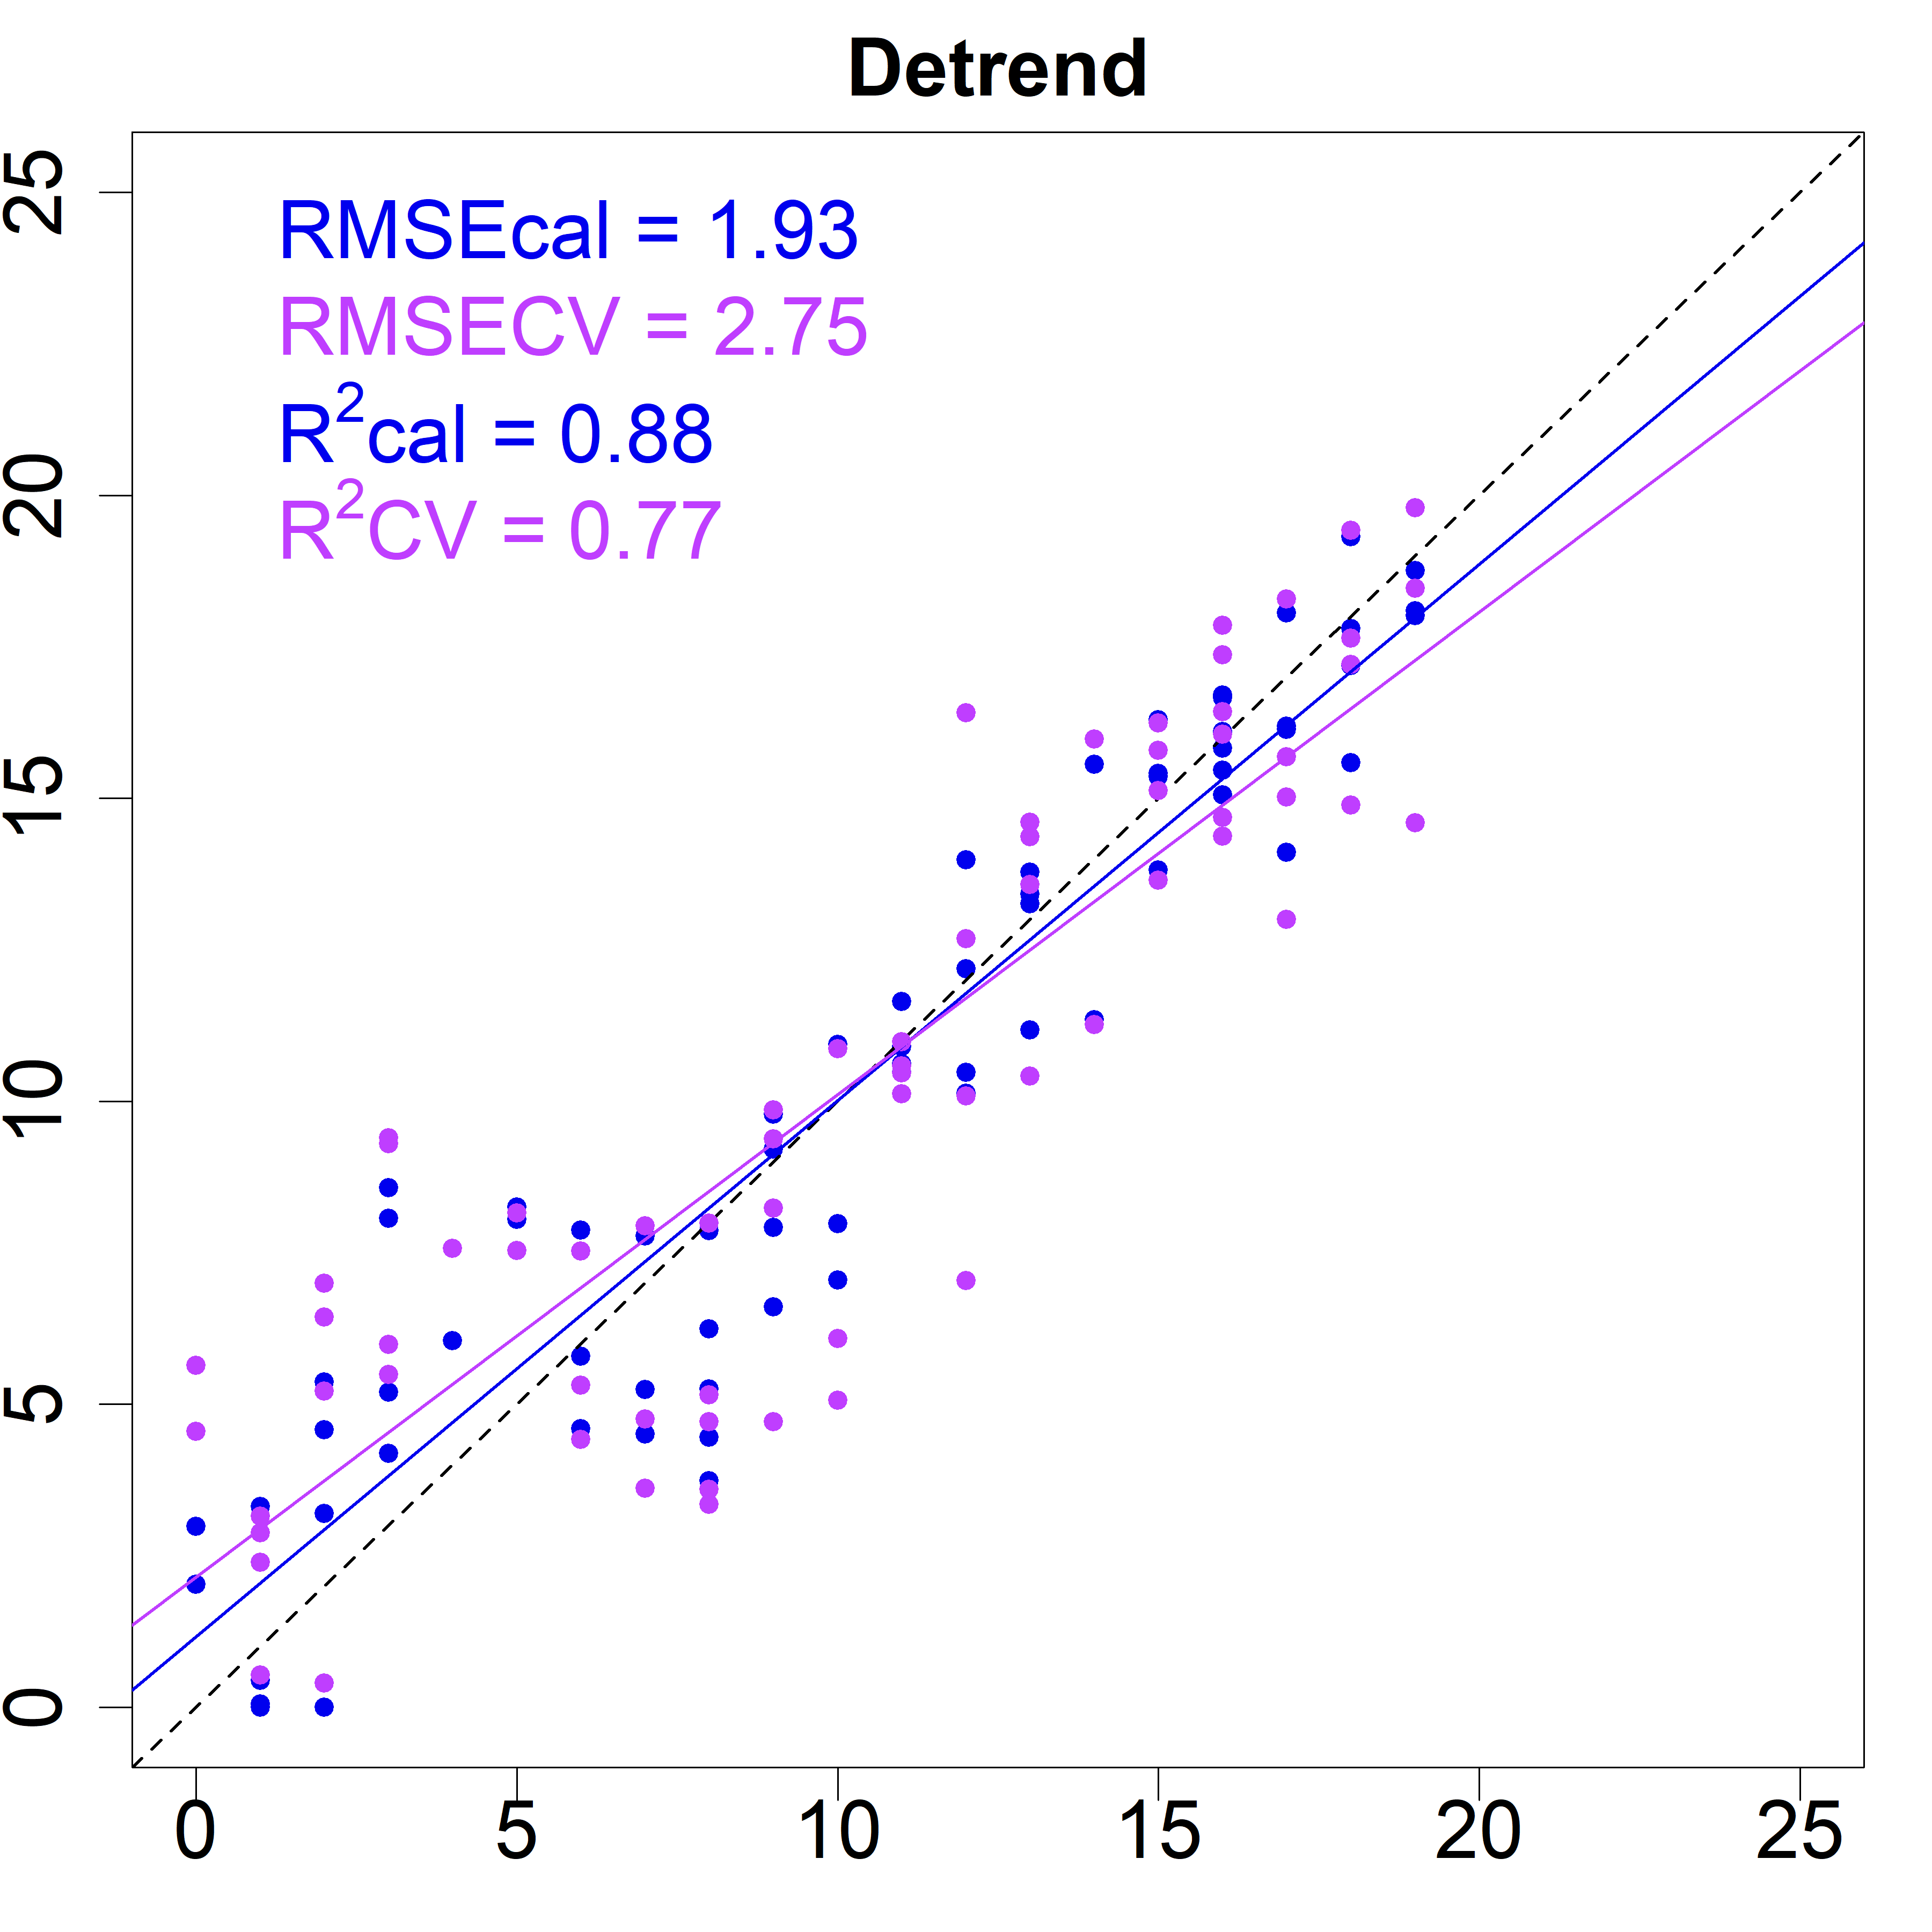 Detrend
RMSEcal = 1.93
RMSECV = 2.75
R²cal = 0.88
R²CV = 0.77
25
20
15
10
5
0
0 5 10 15 20 25